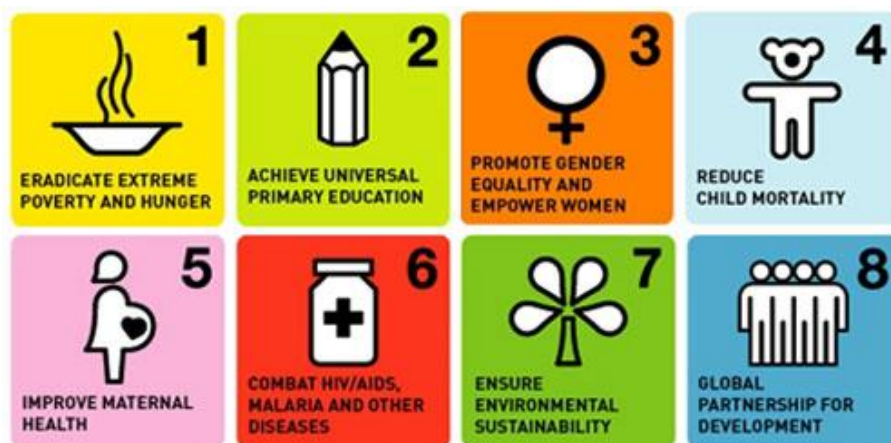 1
ERADICATE EXTREME
POVERTY AND HUNGER
2
ACHIEVE UNIVERSAL
PRIMARY EDUCATION
3
PROMOTE GENDER
EQUALITY AND
EMPOWER WOMEN
4
REDUCE
CHILD MORTALITY
5
IMPROVE MATERNAL
HEALTH
6
COMBAT HIV/AIDS,
MALARIA AND OTHER
DISEASES
7
ENSURE
ENVIRONMENTAL
SUSTAINABILITY
8
GLOBAL
PARTNERSHIP FOR
DEVELOPMENT